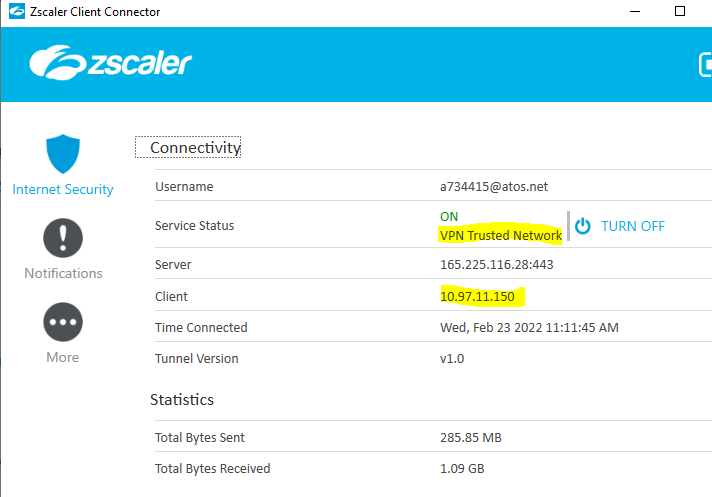 Zscaler Client Connector
zscaler
Connectivity
Internet Security
Username a734415@atos.net
Service Status ON
VPN Trusted Network TURN OFF
Notifications
Server 165.225.116.28:443
Client 10.97.11.150
Time Connected Wed, Feb 23 2022 11:11:45 AM
More
Tunnel Version v1.0
Statistics
Total Bytes Sent 285.85 MB
Total Bytes Received 1.09 GB